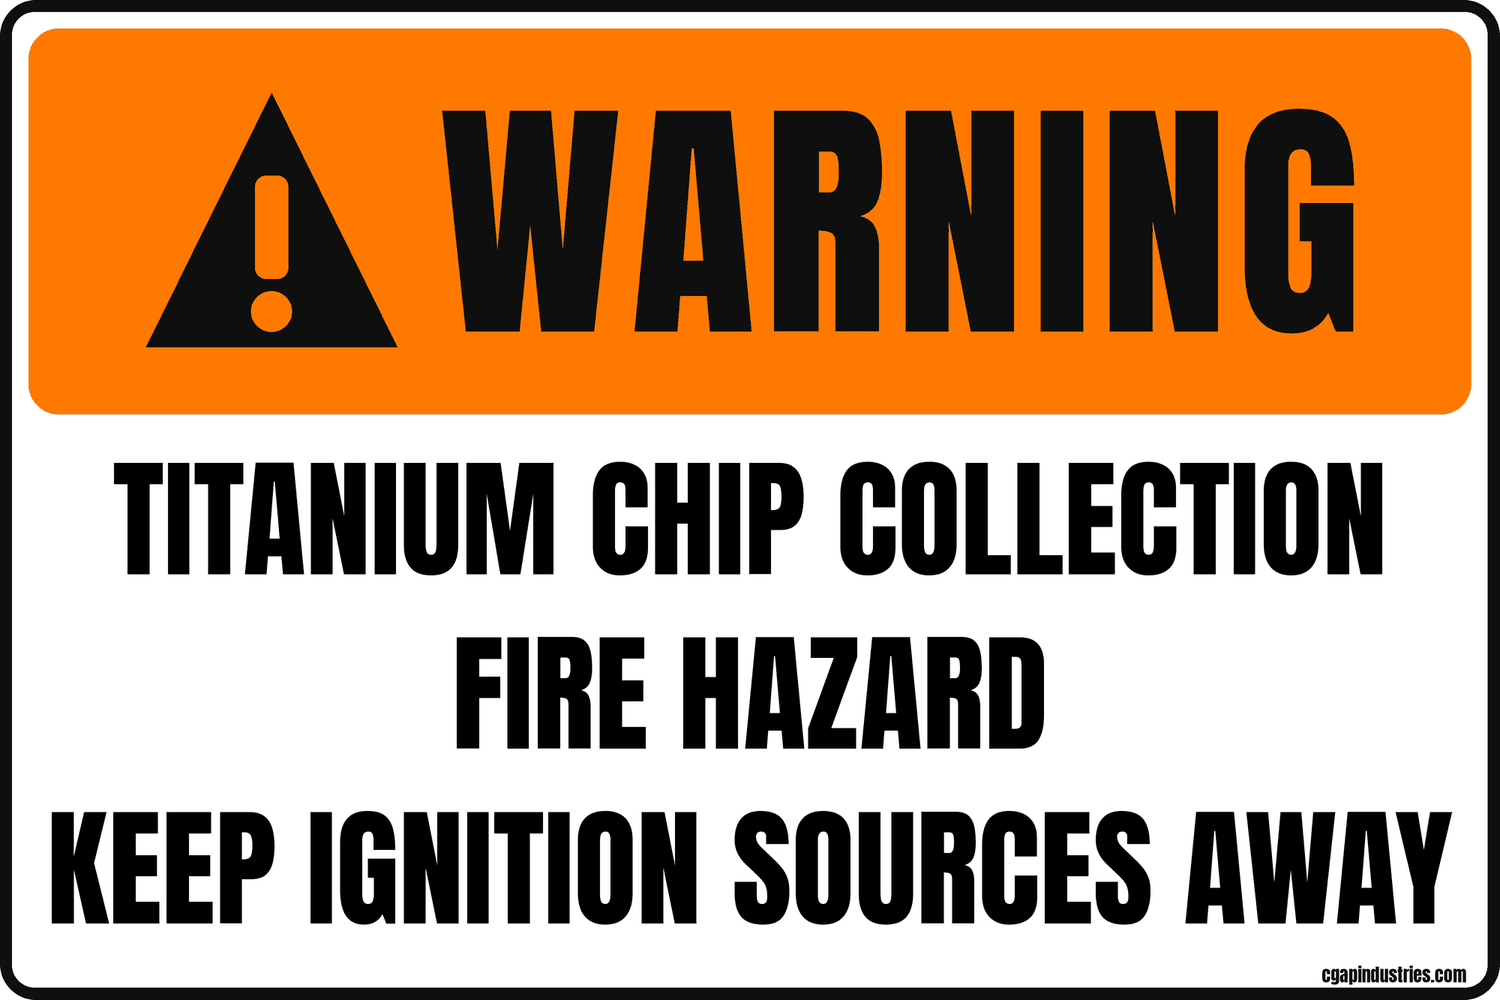 WARNING
TITANIUM CHIP COLLECTION
FIRE HAZARD
KEEP IGNITION SOURCES AWAY
cgapindustries.com